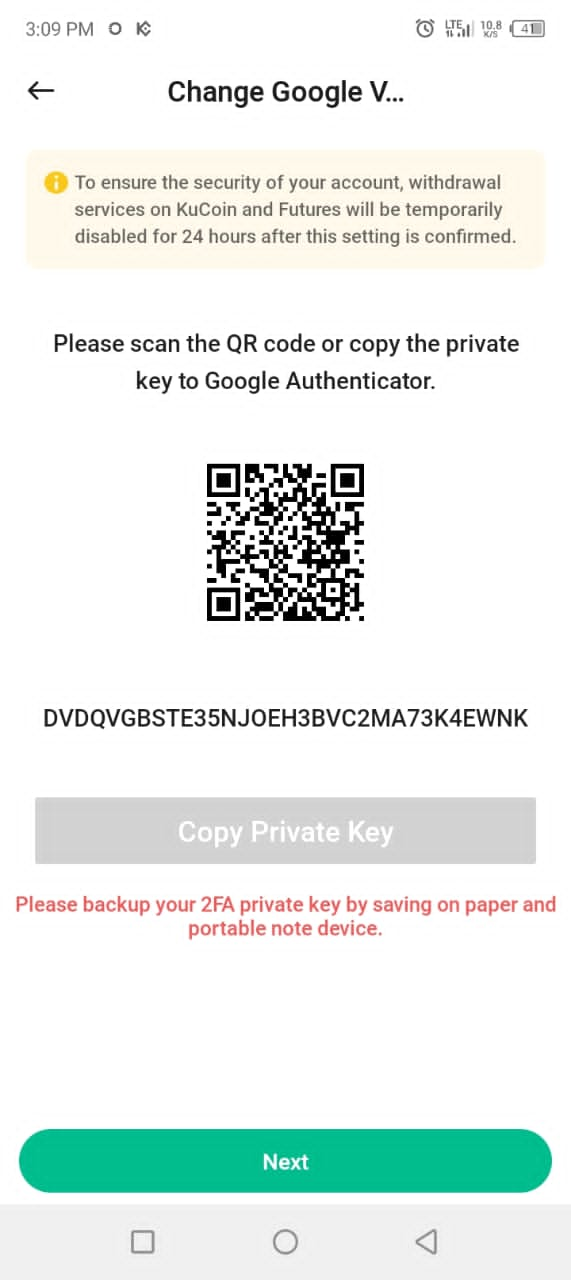 3:09 PM
LTE 10.8 K/S 41
Change Google V...
To ensure the security of your account, withdrawal
services on KuCoin and Futures will be temporarily
disabled for 24 hours after this setting is confirmed.
Please scan the QR code or copy the private
key to Google Authenticator.
DVDQVGBSTE35NJOEH3BVC2MA73K4EWNK
Copy Private Key
Please backup your 2FA private key by saving on paper and
portable note device.
Next